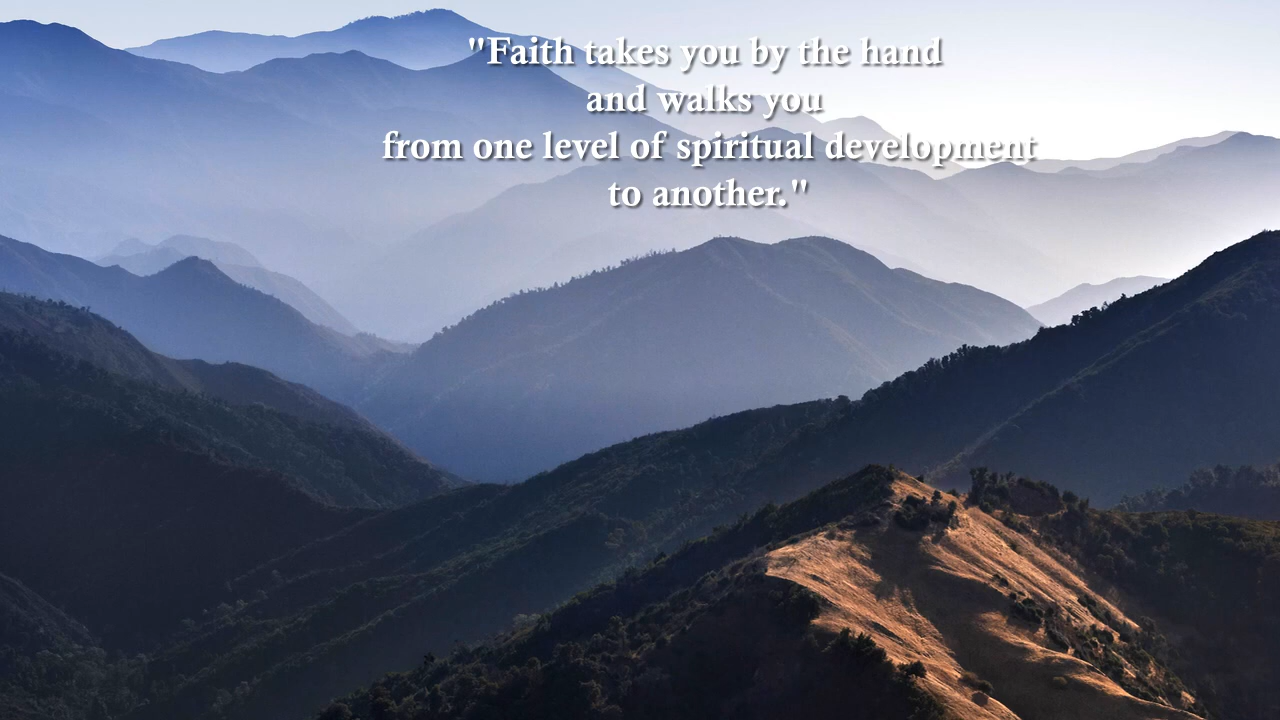 "Faith takes you by the hand
and walks you
from one level of spiritual development
to another."